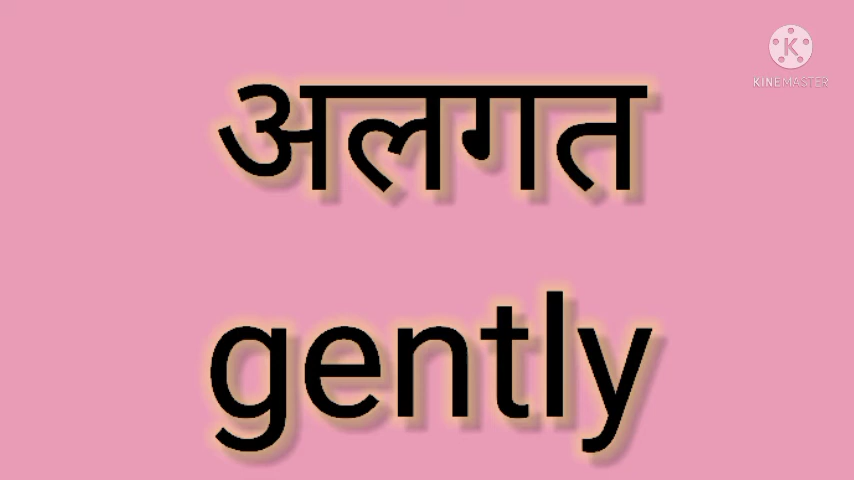 अलगत
gently
K
KINEMASTER